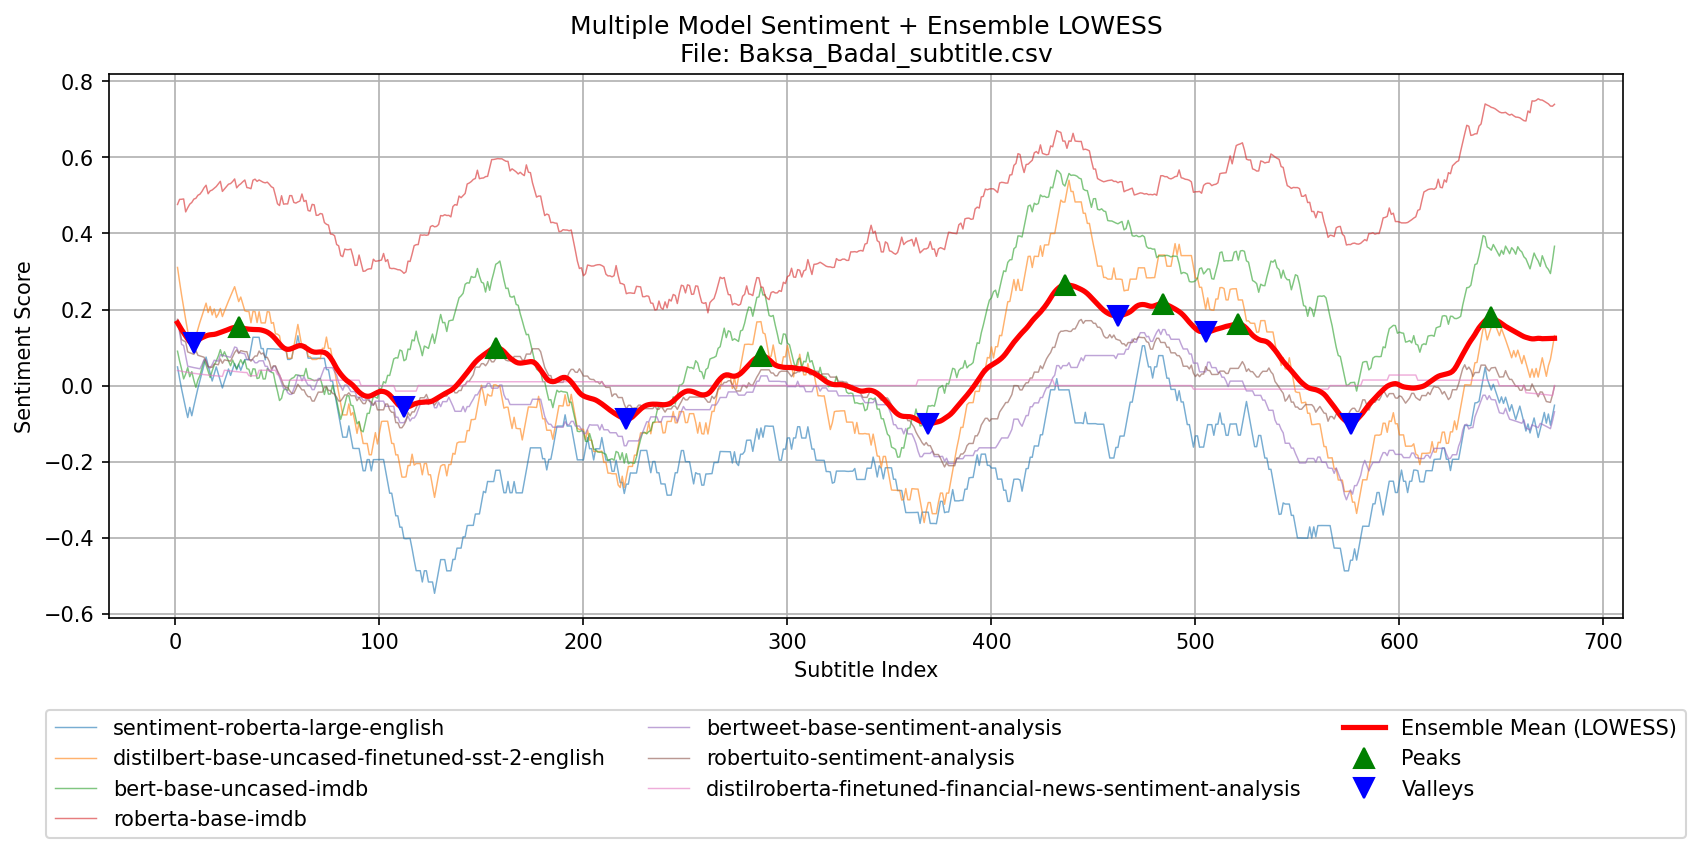 Multiple Model Sentiment + Ensemble LOWESS
File: Baksa_Badal_subtitle.csv
Sentiment Score
0.8
0.6
0.4
0.2
0.0
−0.2
−0.4
−0.6
0 100 200 300 400 500 600 700
Subtitle Index
sentiment-roberta-large-english
distilbert-base-uncased-finetuned-sst-2-english
bert-base-uncased-imdb
roberta-base-imdb
bertweet-base-sentiment-analysis
robertuito-sentiment-analysis
distilroberta-finetuned-financial-news-sentiment-analysis
Ensemble Mean (LOWESS)
Peaks
Valleys